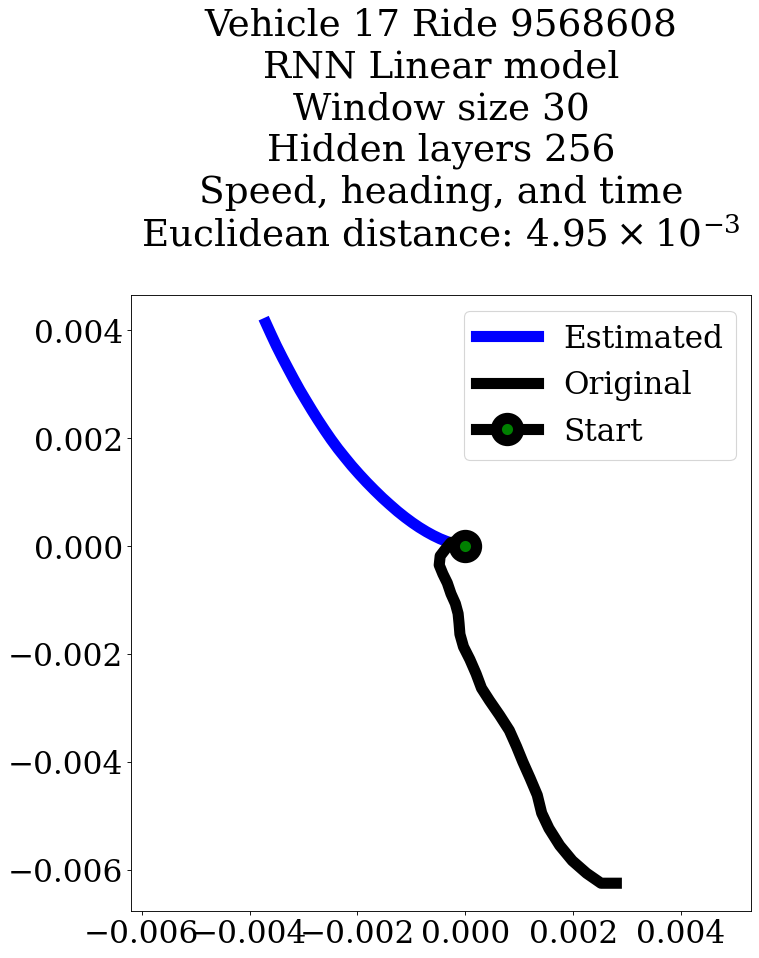 Vehicle 17 Ride 9568608
RNN Linear model
Window size 30
Hidden layers 256
Speed, heading, and time
Euclidean distance: 4.95 × 10⁻³
Estimated
Original
Start
0.004
0.002
0.000
−0.002
−0.004
−0.006
−0.006 −0.004 −0.002 0.000 0.002 0.004